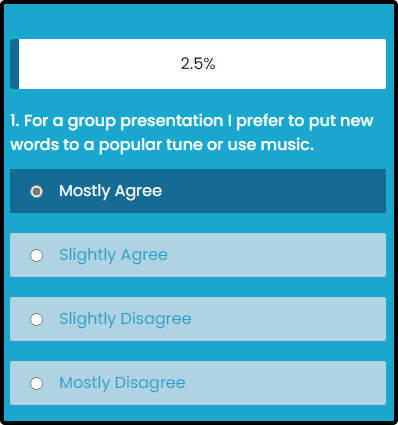 2.5%
1. For a group presentation I prefer to put new
words to a popular tune or use music.
Mostly Agree
Slightly Agree
Slightly Disagree
Mostly Disagree